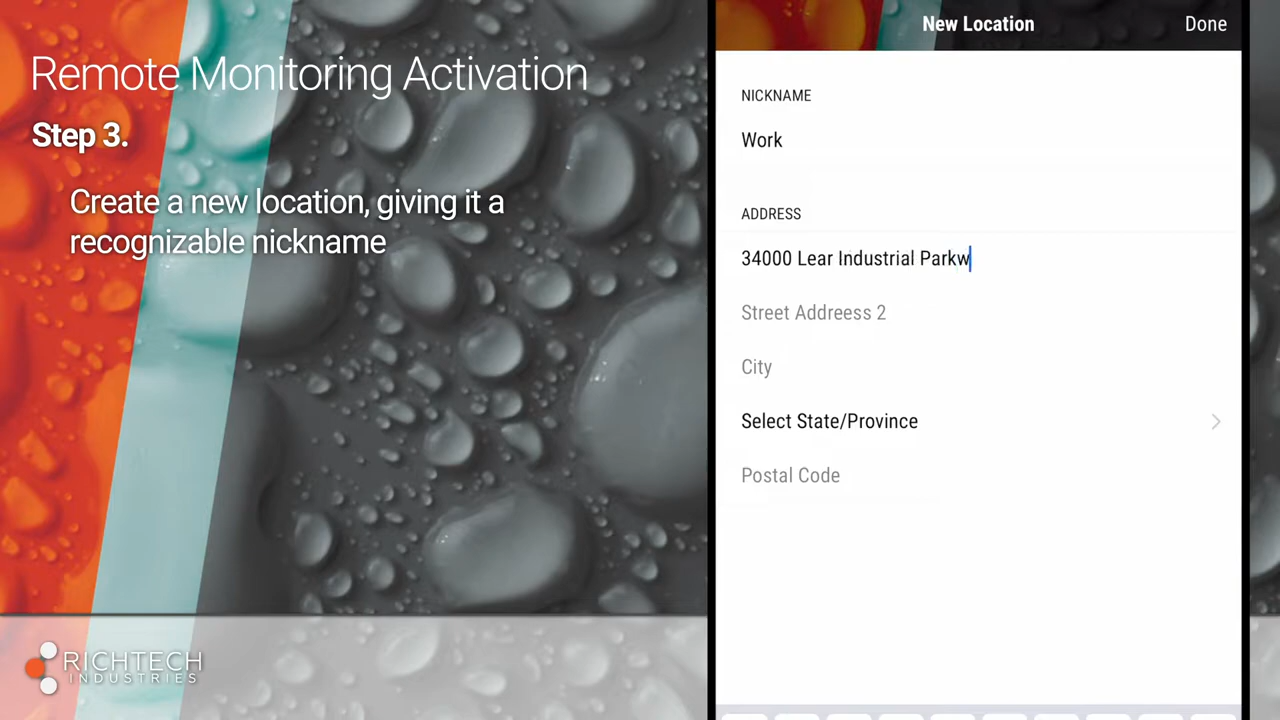 Remote Monitoring Activation
Step 3.
Create a new location, giving it a
recognizable nickname
RICHTECH
INDUSTRIES
New Location
Done
NICKNAME
Work
ADDRESS
34000 Lear Industrial Parkw
Street Addreess 2
City
Select State/Province
Postal Code